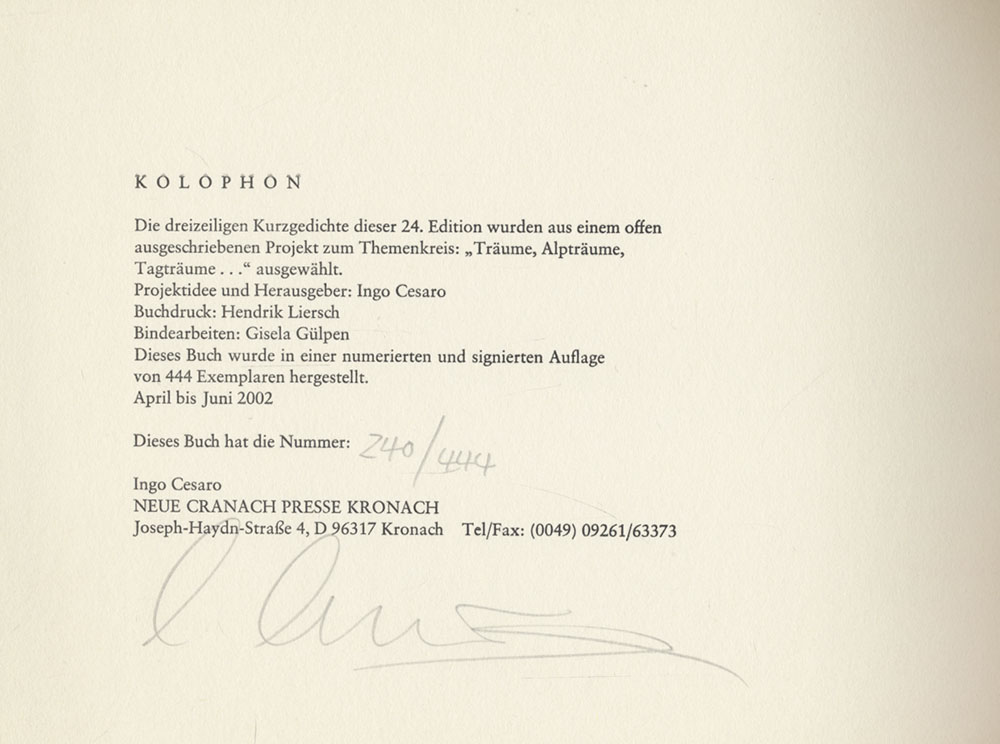 KOLOPHON
Die dreizeiligen Kurzgedichte dieser 24. Edition wurden aus einem offen
ausgeschriebenen Projekt zum Themenkreis: „Träume, Alpträume,
Tagträume . . .“ ausgewählt.
Projektidee und Herausgeber: Ingo Cesaro
Buchdruck: Hendrik Liersch
Bindearbeiten: Gisela Gülpen
Dieses Buch wurde in einer numerierten und signierten Auflage
von 444 Exemplaren hergestellt.
April bis Juni 2002
Dieses Buch hat die Nummer: 240/444
Ingo Cesaro
NEUE CRANACH PRESSE KRONACH
Joseph-Haydn-Straße 4, D 96317 Kronach Tel/Fax: (0049) 09261/63373